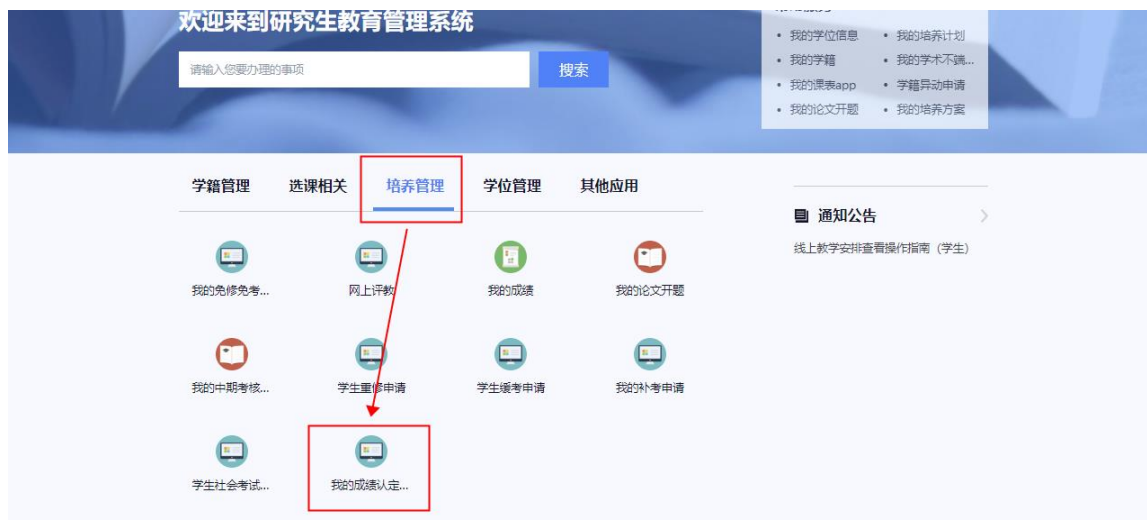 欢迎来到研究生教育管理系统
请输入您要办理的事项
搜索
• 我的学位信息 • 我的培养计划
• 我的学籍 • 我的学术不端...
• 我的课表app • 学籍异动申请
• 我的论文开题 • 我的培养方案
学籍管理 选课相关 培养管理 学位管理 其他应用
我的免修免考... 网上评教 我的成绩 我的论文开题
我的中期考核... 学生重修申请 学生缓考申请 我的补考申请
学生社会考试... 我的成绩认定...
通知公告
线上教学安排查看操作指南（学生）